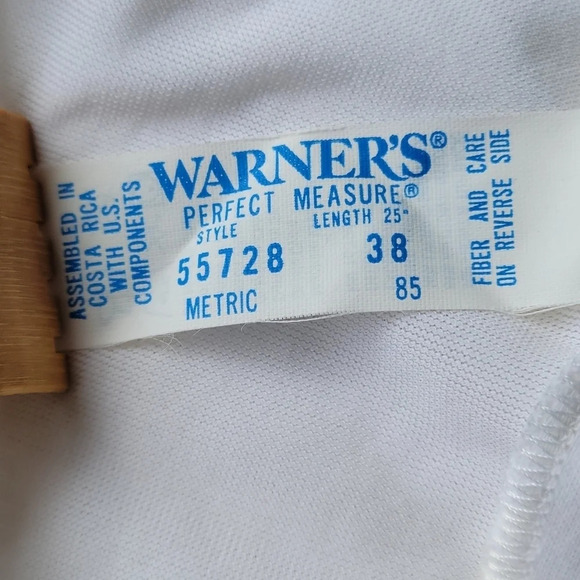 ASSEMBLED IN
COSTA RICA
WITH U.S.
COMPONENTS
WARNER'S®
PERFECT MEASURE®
STYLE LENGTH 25"
55728 38
METRIC 85
FIBER AND CARE
ON REVERSE SIDE